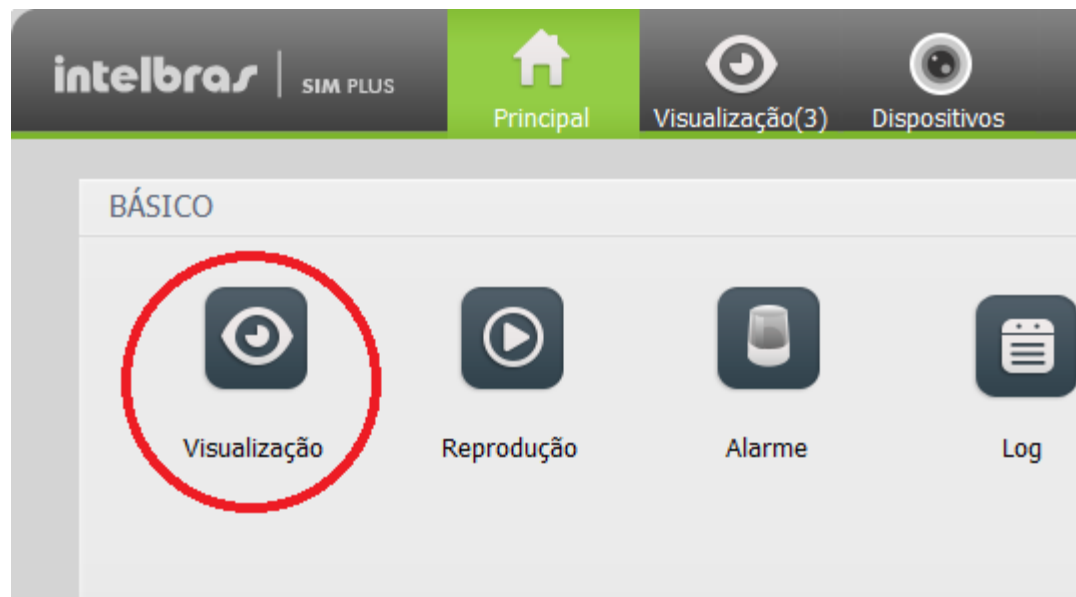 intelbras | SIM PLUS
Principal
Visualização(3)
Dispositivos
BÁSICO
Visualização
Reprodução
Alarme
Log